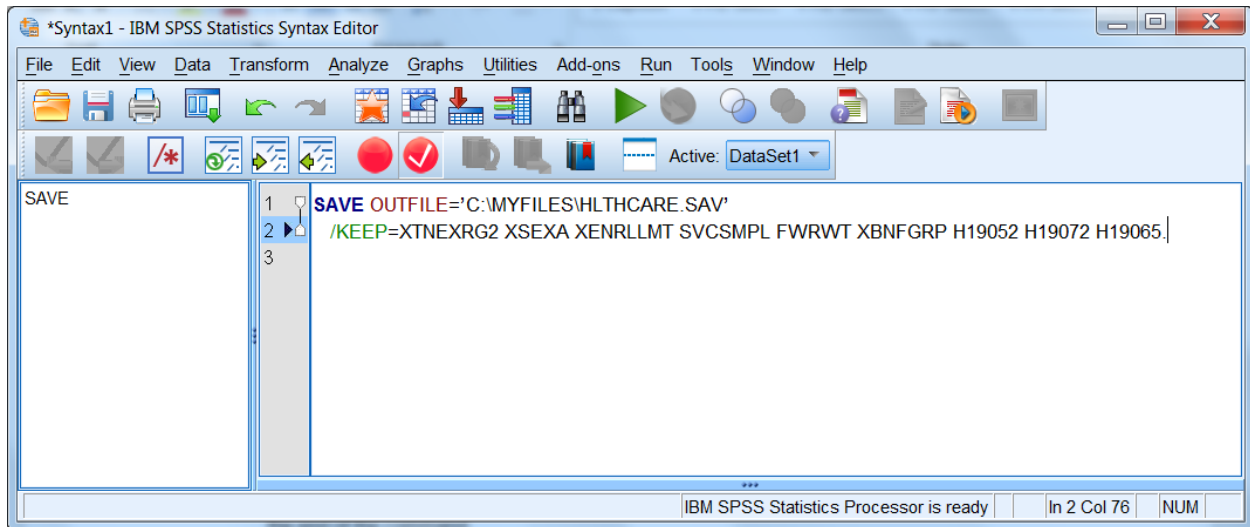 *Syntax1 - IBM SPSS Statistics Syntax Editor
File Edit View Data Transform Analyze Graphs Utilities Add-ons Run Tools Window Help
/* Active: DataSet1
SAVE
1 SAVE OUTFILE='C:\MYFILES\HLTHCARE.SAV'
2 /KEEP=XTNEXRG2 XSEXA XENRLLMT SVCSMPL FWRWT XBNFGRP H19052 H19072 H19065.
3
IBM SPSS Statistics Processor is ready In 2 Col 76 NUM